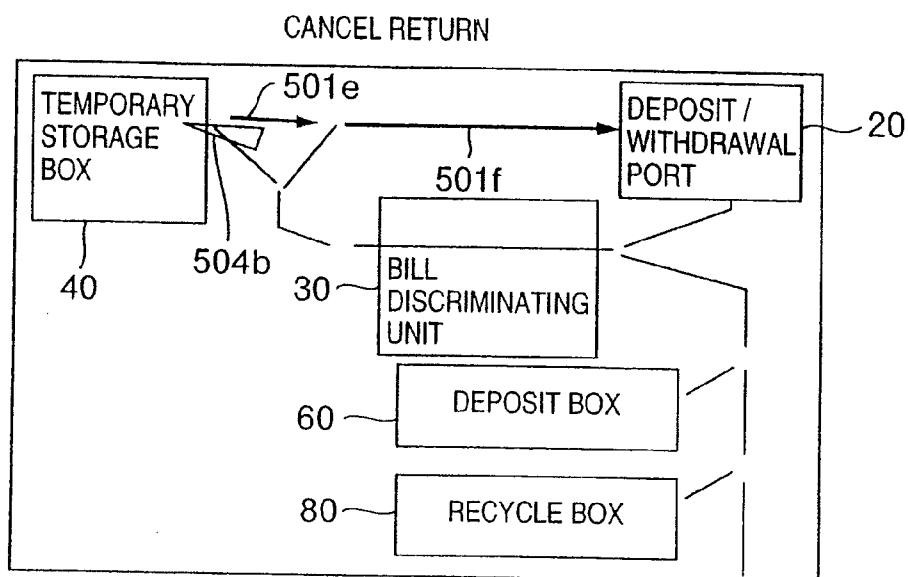 CANCEL RETURN
TEMPORARY
STORAGE
BOX
501e
DEPOSIT /
WITHDRAWAL
PORT
20
501f
504b
40
30
BILL
DISCRIMINATING
UNIT
60
DEPOSIT BOX
80
RECYCLE BOX